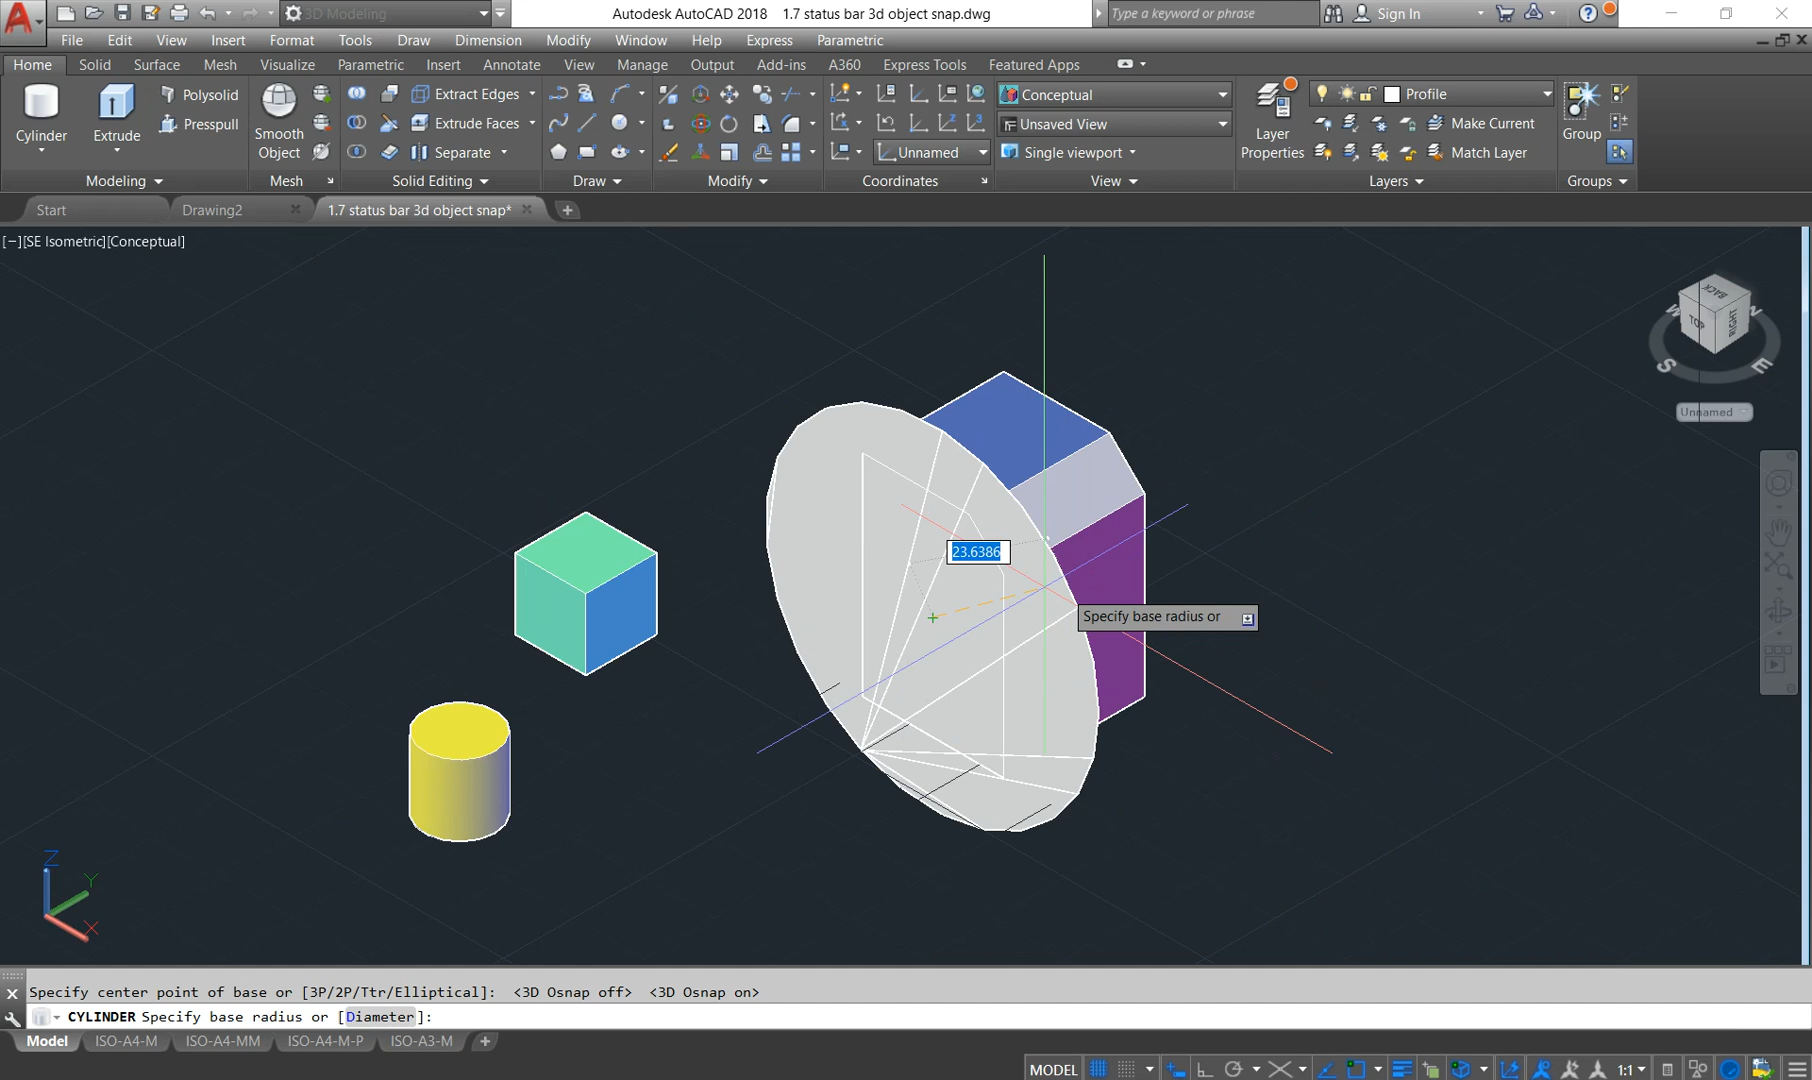 A 3D Modeling Autodesk AutoCAD 2018 1.7 status bar 3d object snap.dwg Type a keyword or phrase Sign In ?
File Edit View Insert Format Tools Draw Dimension Modify Window Help Express Parametric
Home Solid Surface Mesh Visualize Parametric Insert Annotate View Manage Output Add-ins A360 Express Tools Featured Apps
Polysolid Extract Edges Conceptual Profile
Presspull Extrude Faces Unsaved View Make Current
Cylinder Extrude Smooth Object Separate Unnamed Single viewport Layer Properties Match Layer Group
Modeling Mesh Solid Editing Draw Modify Coordinates View Layers Groups
Start Drawing2 1.7 status bar 3d object snap*
[−][SE Isometric][Conceptual]
BACK
TOP RIGHT
W N
S E
Unnamed
23.6386
Specify base radius or
Z
Y
X
Specify center point of base or [3P/2P/Ttr/Elliptical]: <3D Osnap off> <3D Osnap on>
CYLINDER Specify base radius or [Diameter]:
Model ISO-A4-M ISO-A4-MM ISO-A4-M-P ISO-A3-M
MODEL 1:1